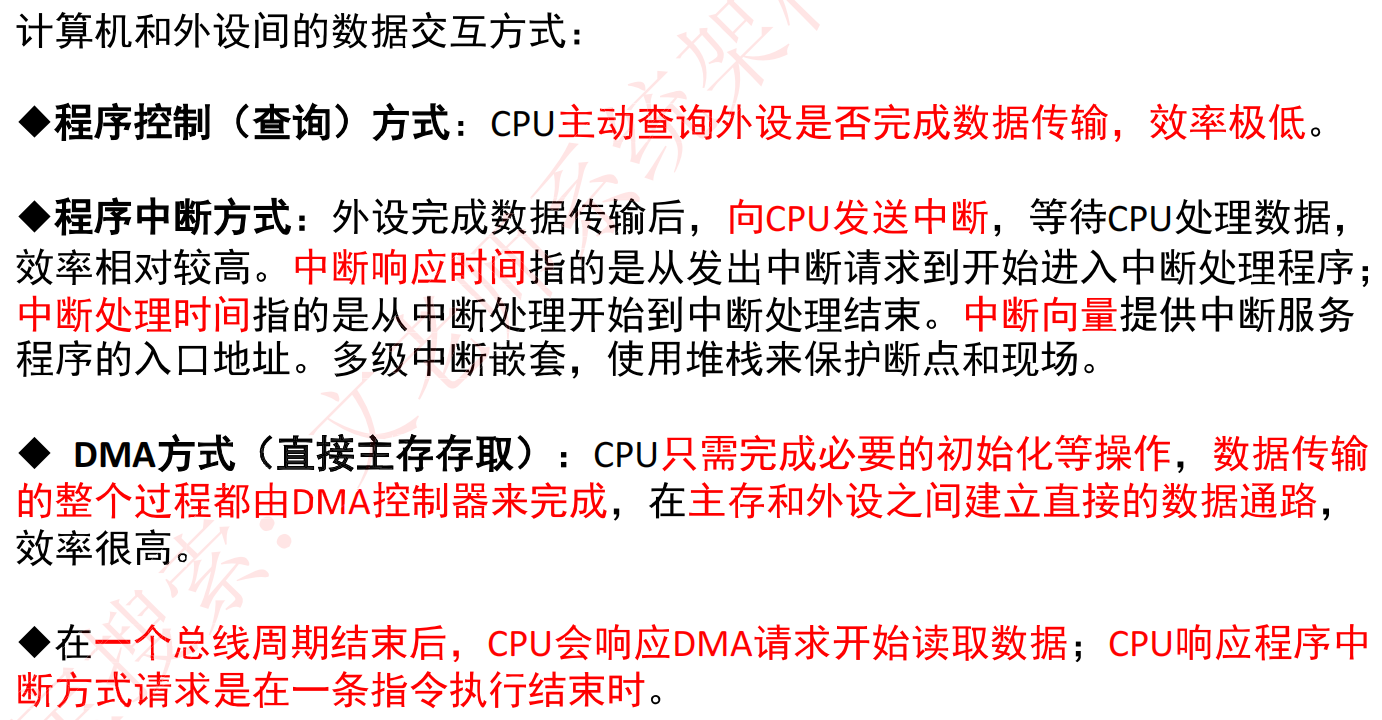 计算机和外设间的数据交互方式：
◆程序控制（查询）方式：CPU主动查询外设是否完成数据传输，效率极低。
◆程序中断方式：外设完成数据传输后，向CPU发送中断，等待CPU处理数据，
效率相对较高。中断响应时间指的是从发出中断请求到开始进入中断处理程序；
中断处理时间指的是从中断处理开始到中断处理结束。中断向量提供中断服务
程序的入口地址。多级中断嵌套，使用堆栈来保护断点和现场。
◆ DMA方式（直接主存存取）：CPU只需完成必要的初始化等操作，数据传输
的整个过程都由DMA控制器来完成，在主存和外设之间建立直接的数据通路，
效率很高。
◆在一个总线周期结束后，CPU会响应DMA请求开始读取数据；CPU响应程序中
断方式请求是在一条指令执行结束时。
搜索：文老师系统架